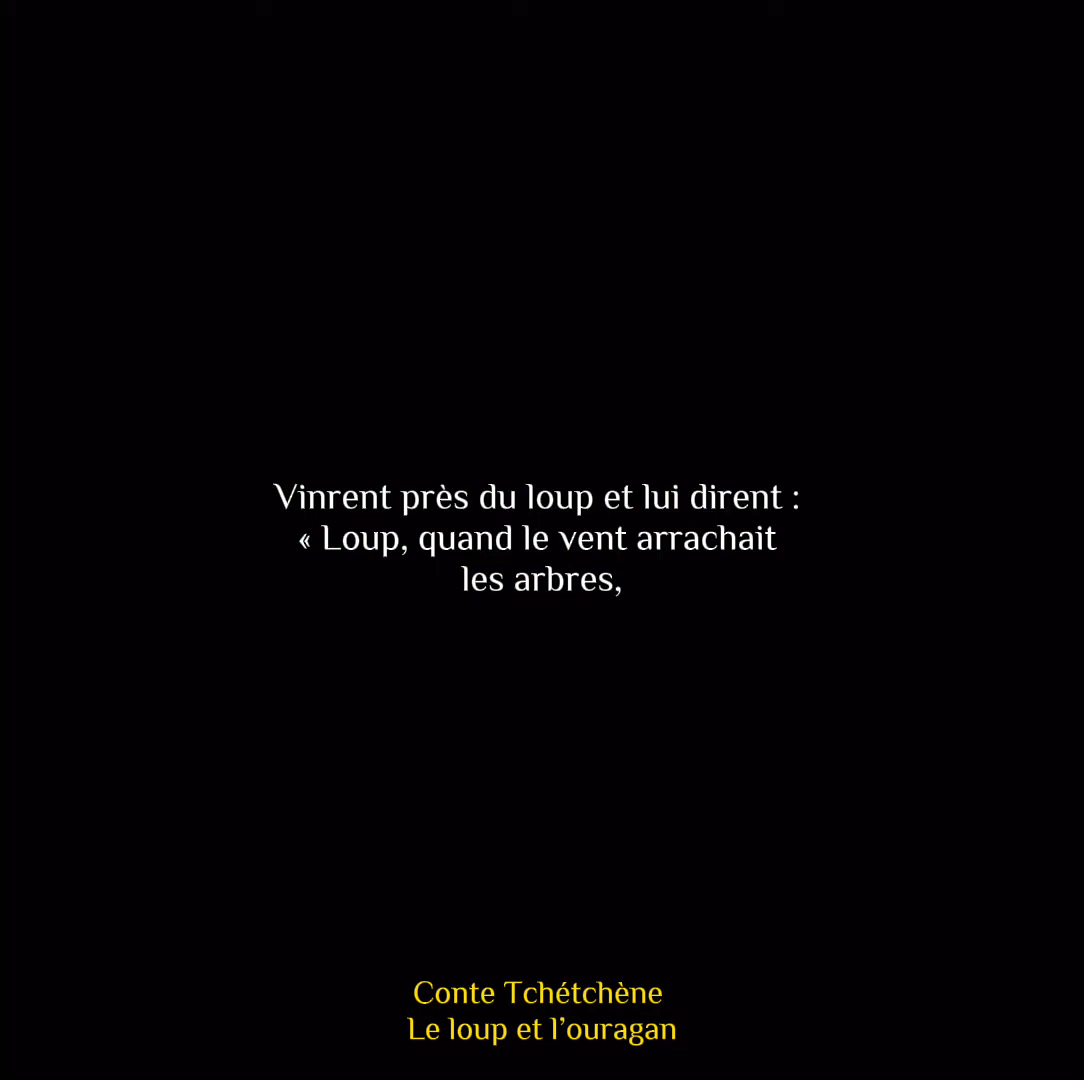 Vinrent près du loup et lui dirent :
« Loup, quand le vent arrachait
les arbres,
Conte Tchétchène
Le loup et l’ouragan